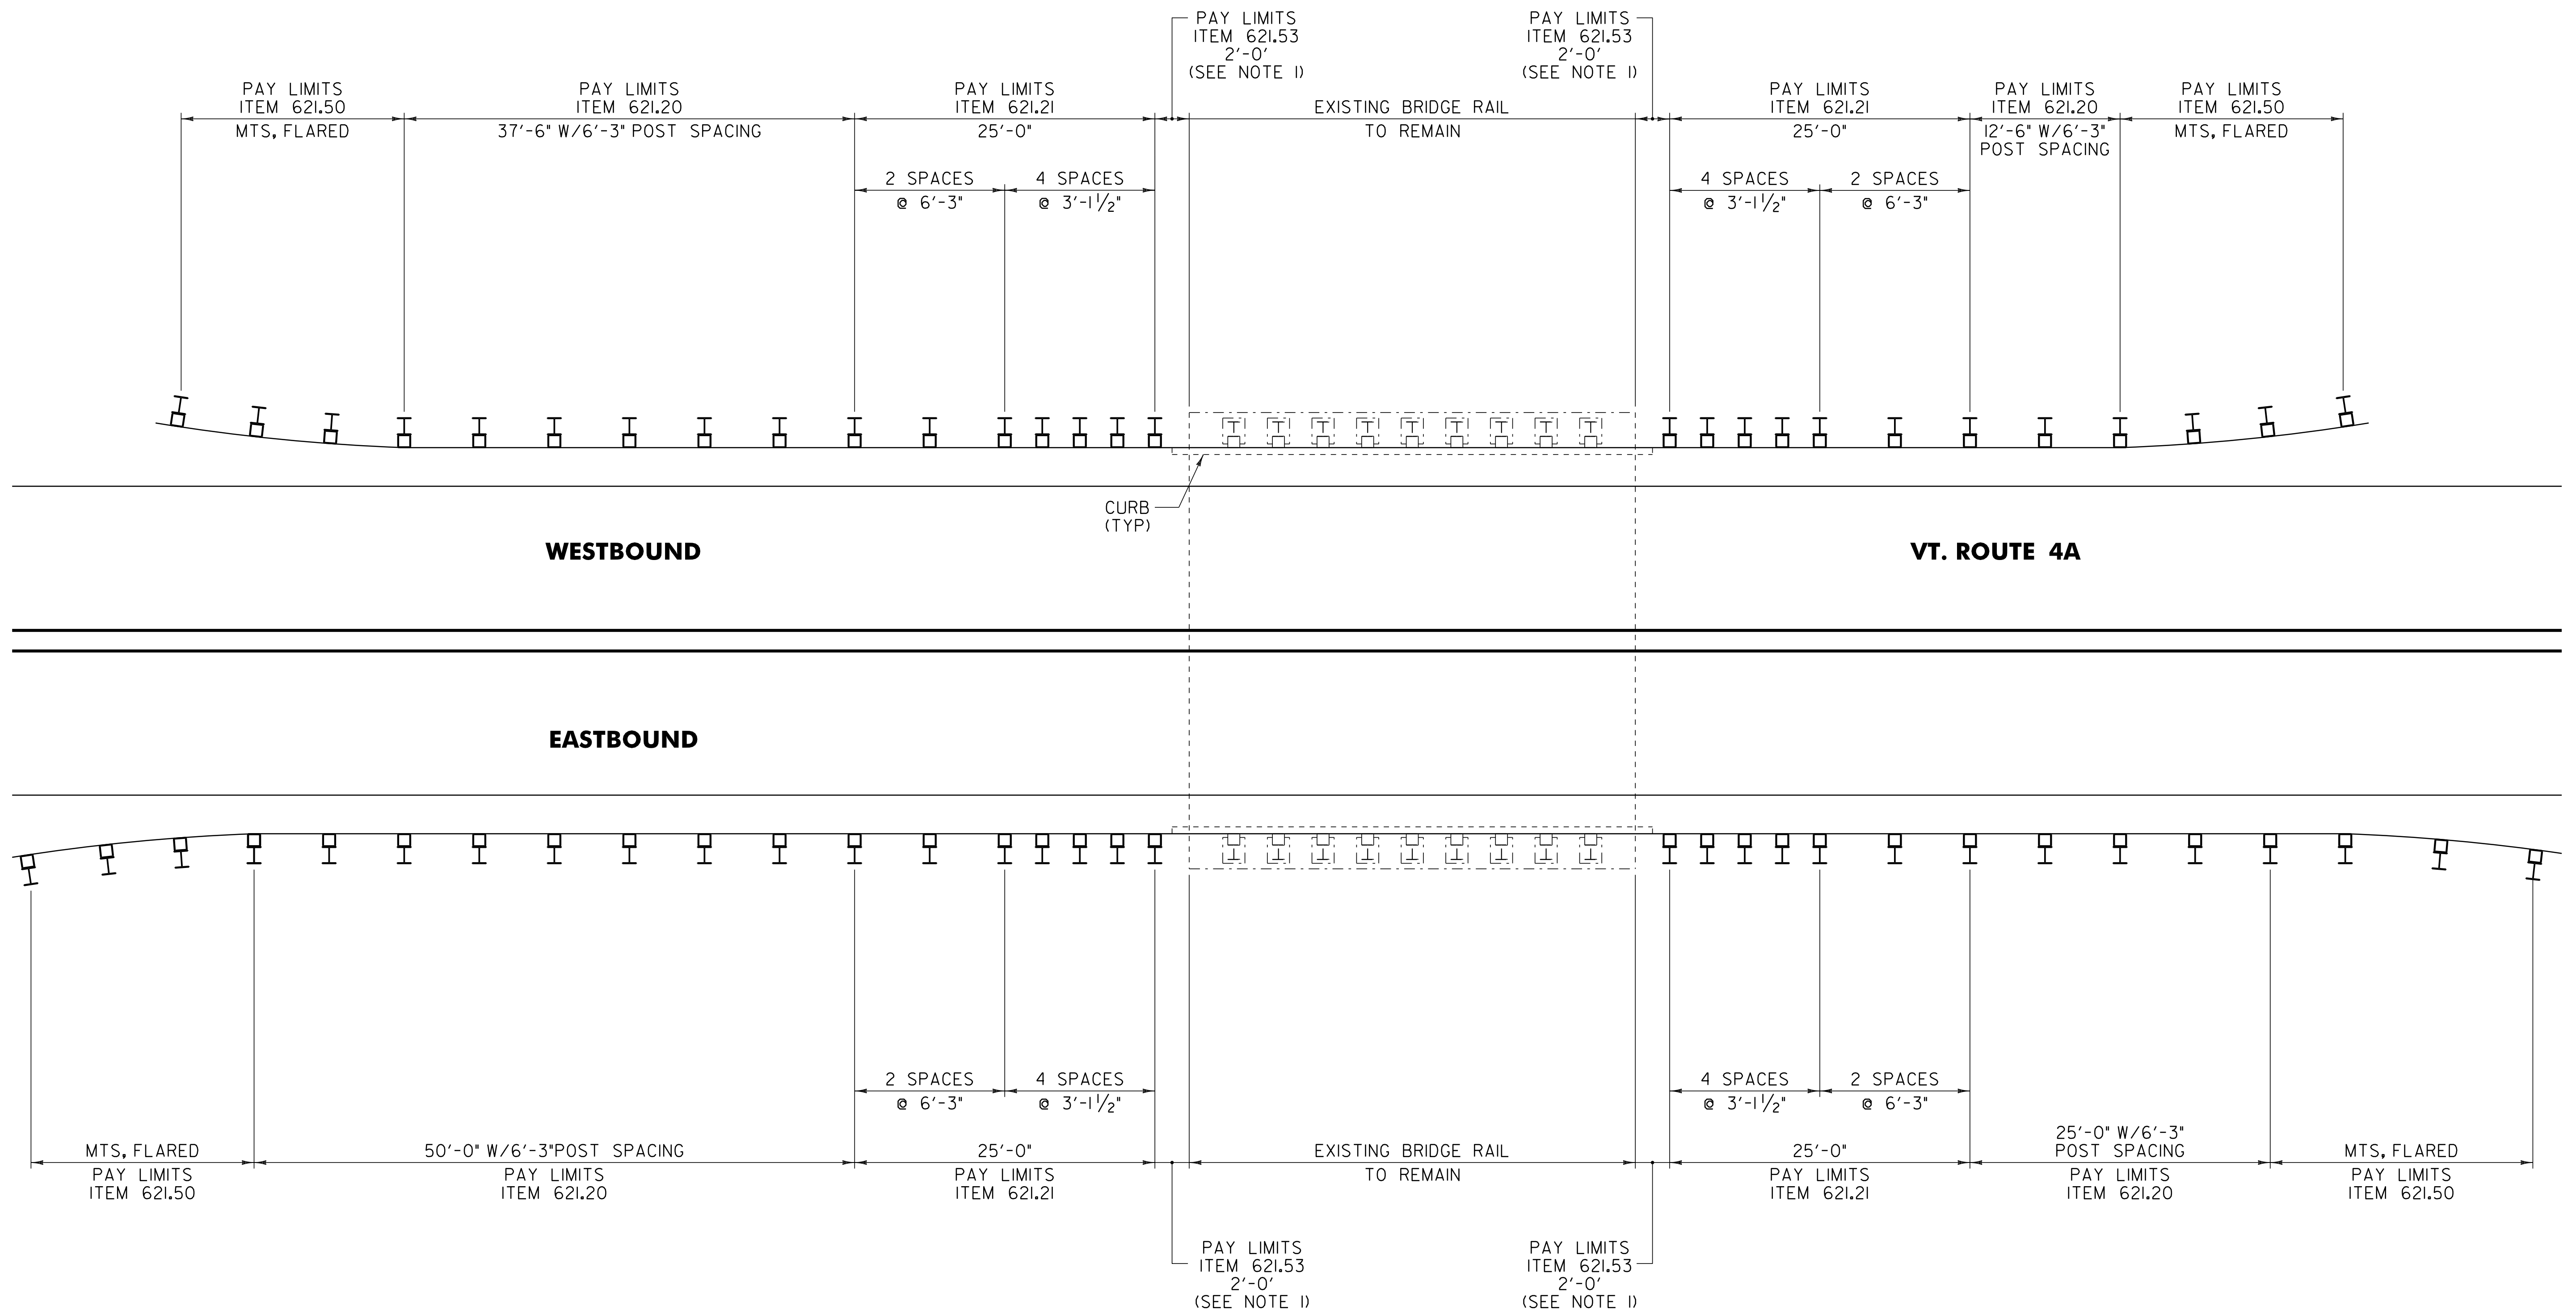 PAY LIMITS
ITEM 621.53
2'-0'
(SEE NOTE 1)
PAY LIMITS
ITEM 621.53
2'-0'
(SEE NOTE 1)
PAY LIMITS
ITEM 621.50
MTS, FLARED
PAY LIMITS
ITEM 621.20
37'-6" W/6'-3" POST SPACING
PAY LIMITS
ITEM 621.21
25'-0"
EXISTING BRIDGE RAIL
TO REMAIN
PAY LIMITS
ITEM 621.21
25'-0"
PAY LIMITS
ITEM 621.20
12'-6" W/6'-3"
POST SPACING
PAY LIMITS
ITEM 621.50
MTS, FLARED
2 SPACES
@ 6'-3"
4 SPACES
@ 3'-1 1/2"
4 SPACES
@ 3'-1 1/2"
2 SPACES
@ 6'-3"
CURB
(TYP)
WESTBOUND
VT. ROUTE 4A
EASTBOUND
2 SPACES
@ 6'-3"
4 SPACES
@ 3'-1 1/2"
4 SPACES
@ 3'-1 1/2"
2 SPACES
@ 6'-3"
MTS, FLARED
PAY LIMITS
ITEM 621.50
50'-0" W/6'-3"POST SPACING
PAY LIMITS
ITEM 621.20
25'-0"
PAY LIMITS
ITEM 621.21
EXISTING BRIDGE RAIL
TO REMAIN
25'-0"
PAY LIMITS
ITEM 621.21
25'-0" W/6'-3"
POST SPACING
PAY LIMITS
ITEM 621.20
MTS, FLARED
PAY LIMITS
ITEM 621.50
PAY LIMITS
ITEM 621.53
2'-0'
(SEE NOTE 1)
PAY LIMITS
ITEM 621.53
2'-0'
(SEE NOTE 1)